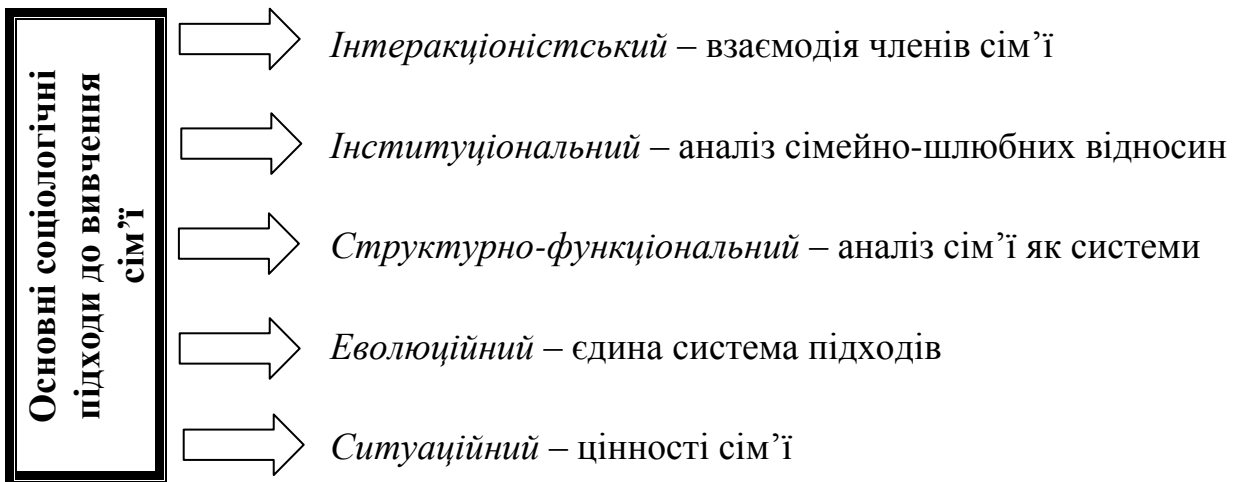 Основні соціологічні
підходи до вивчення
сім’ї
Інтеракціоністський – взаємодія членів сім’ї
Інституціональний – аналіз сімейно-шлюбних відносин
Структурно-функціональний – аналіз сім’ї як системи
Еволюційний – єдина система підходів
Ситуаційний – цінності сім’ї